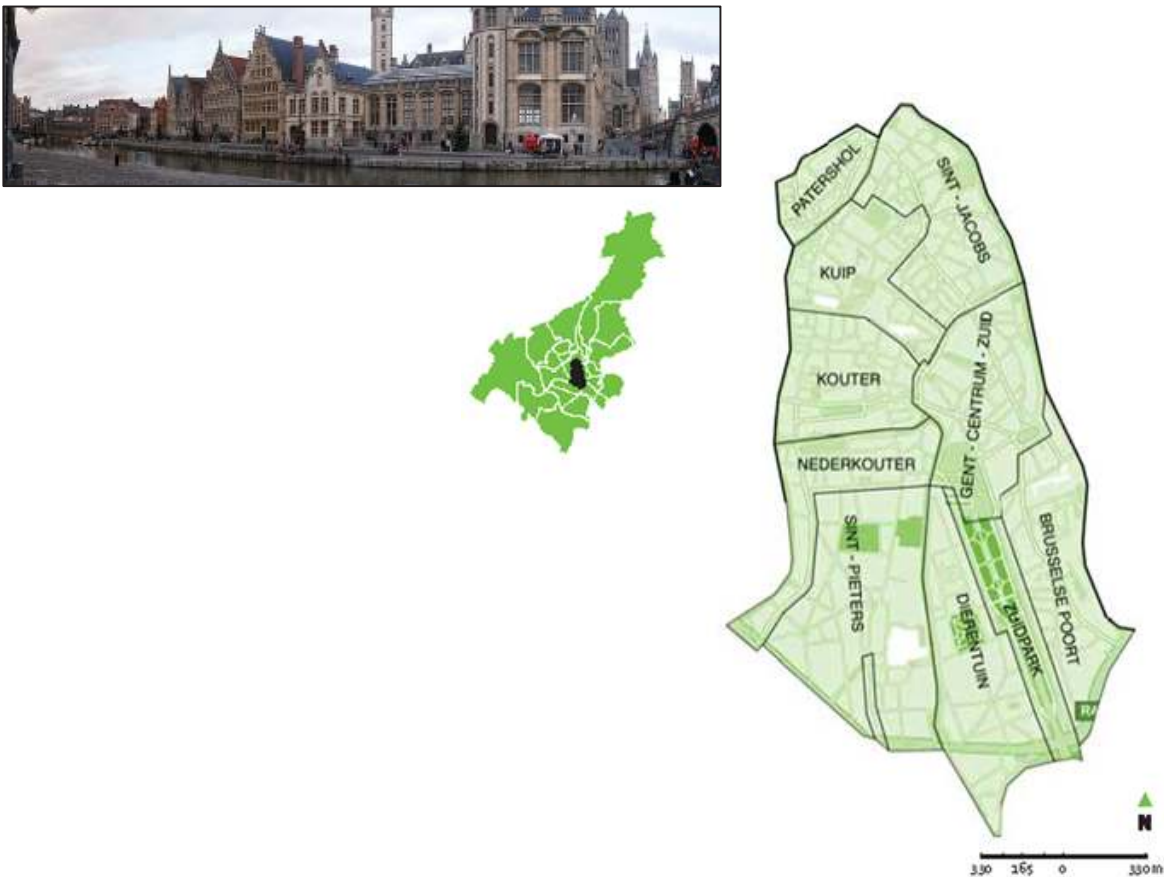 PATERSHOL
SINT - JACOBS
KUIP
GENT - CENTRUM - ZUID
KOUTER
NEDERKOUTER
SINT - PIETERS
BRUSSELSE POORT
DIERENTUIN
ZUIDPARK
N
330 165 0 330 m